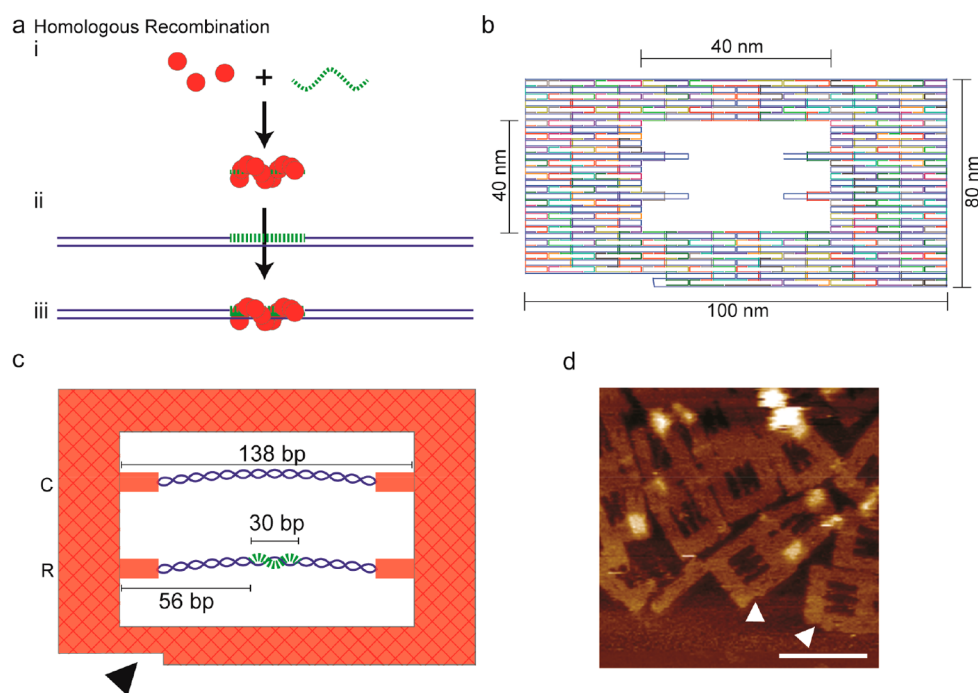 a Homologous Recombination
i
+
ii
iii
b
40 nm
40 nm
80 nm
100 nm
c
138 bp
C
30 bp
R
56 bp
d